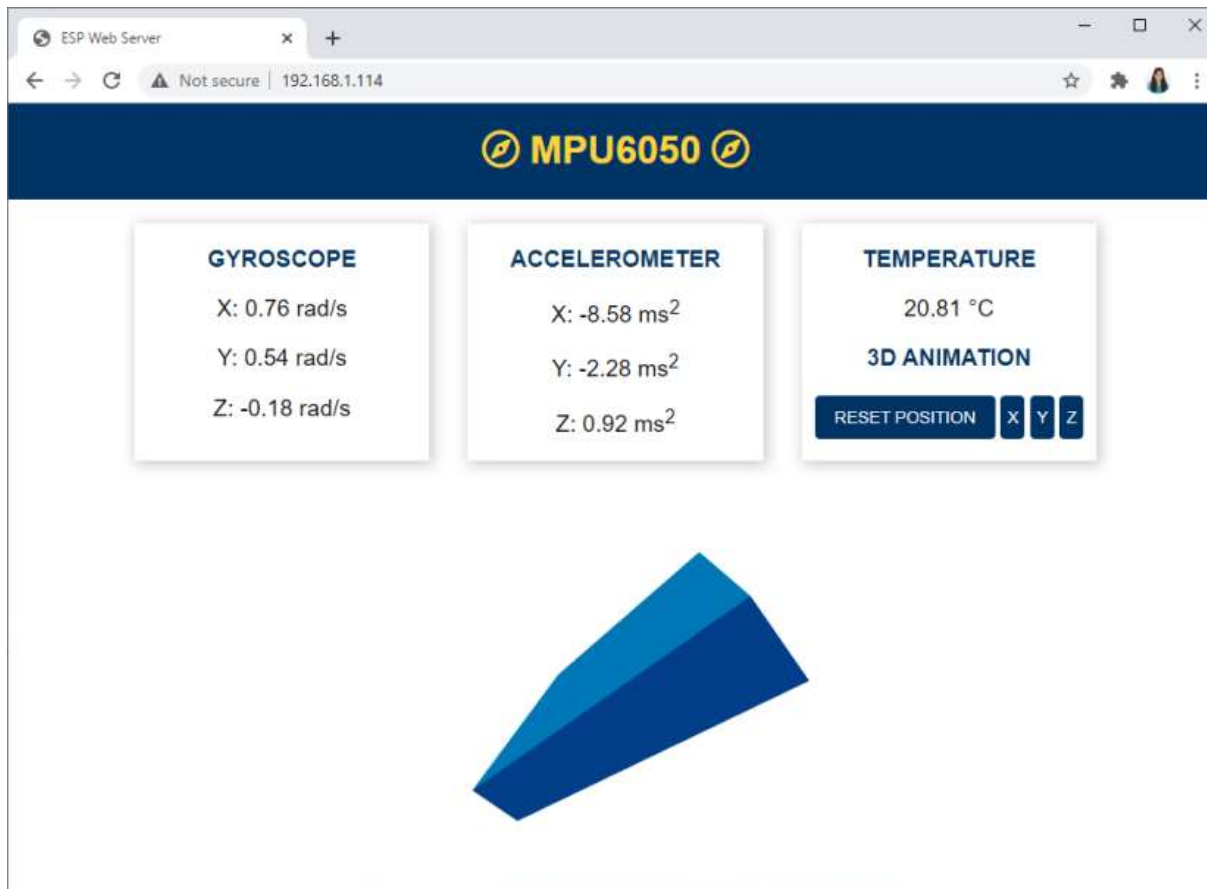 ESP Web Server
Not secure | 192.168.1.114
MPU6050
GYROSCOPE
X: 0.76 rad/s
Y: 0.54 rad/s
Z: -0.18 rad/s
ACCELEROMETER
X: -8.58 ms²
Y: -2.28 ms²
Z: 0.92 ms²
TEMPERATURE
20.81 °C
3D ANIMATION
RESET POSITION X Y Z